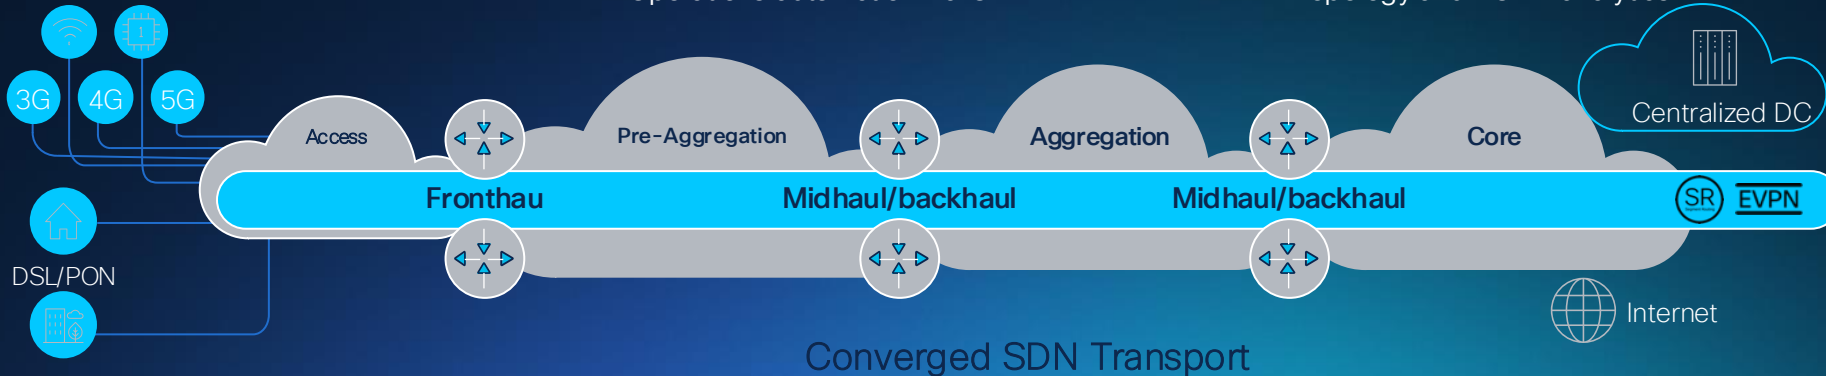 3G
4G
5G
Access
Pre-Aggregation
Aggregation
Core
Centralized DC
Fronthau
Midhaul/backhaul
Midhaul/backhaul
SR
EVPN
DSL/PON
Internet
Converged SDN Transport